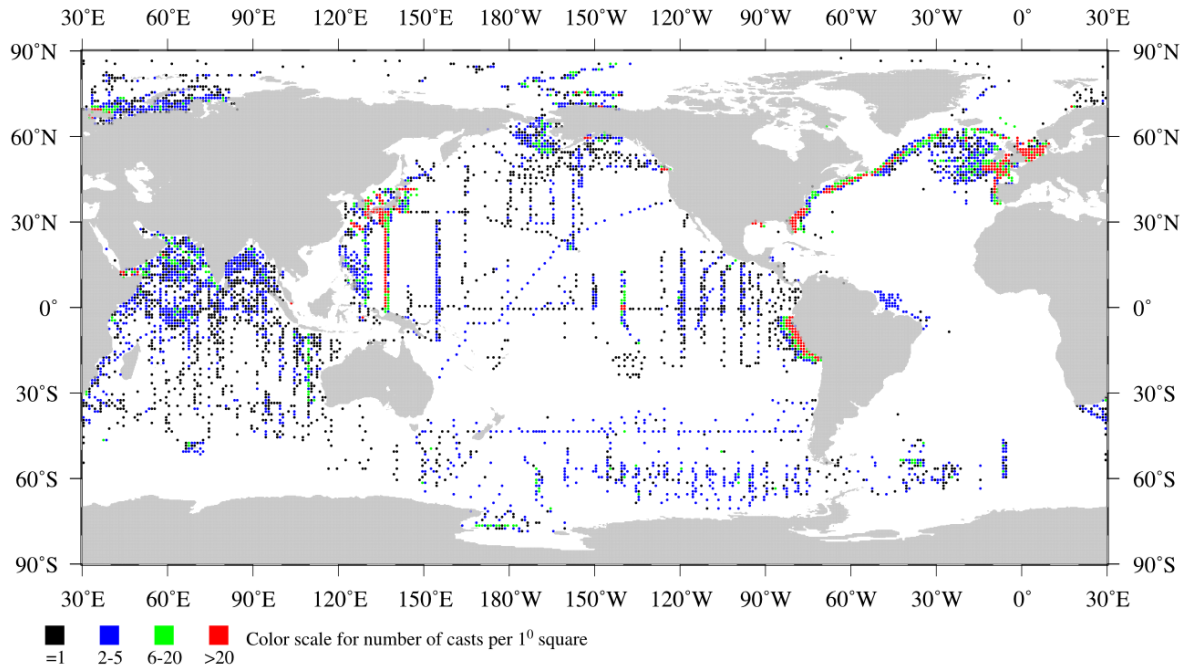 30˚E 60˚E 90˚E 120˚E 150˚E 180˚W 150˚W 120˚W 90˚W 60˚W 30˚W 0˚ 30˚E
90˚N 90˚N
60˚N 60˚N
30˚N 30˚N
0˚ 0˚
30˚S 30˚S
60˚S 60˚S
90˚S 90˚S
30˚E 60˚E 90˚E 120˚E 150˚E 180˚W 150˚W 120˚W 90˚W 60˚W 30˚W 0˚ 30˚E
Color scale for number of casts per 1⁰ square
=1 2-5 6-20 >20